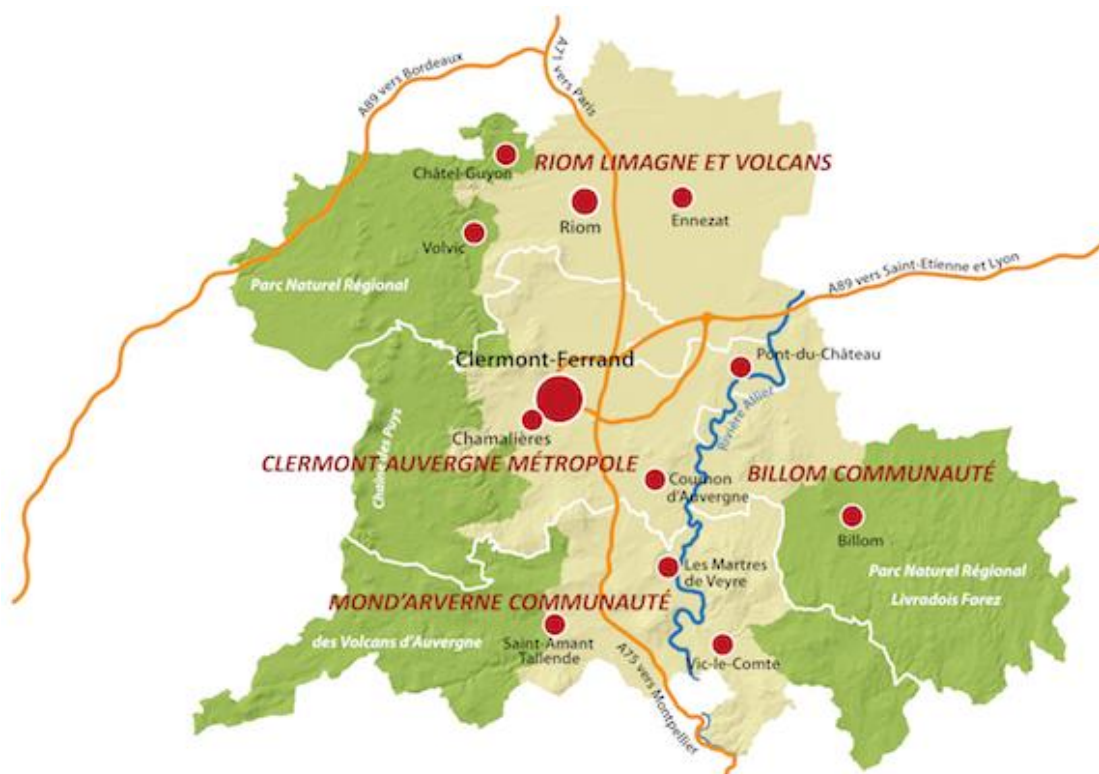 A89 vers Bordeaux
A71 vers Paris
Châtel-Guyon
RIOM LIMAGNE ET VOLCANS
Riom
Ennezat
Volvic
Parc Naturel Régional
A89 vers Saint-Etienne et Lyon
Clermont-Ferrand
Pont-du-Château
Rivière Allier
Chamalières
Chaîne des Puys
CLERMONT AUVERGNE MÉTROPOLE
BILLOM COMMUNAUTÉ
Cournon
d'Auvergne
Billom
Les Martres
de Veyre
Parc Naturel Régional
Livradois Forez
MOND'ARVERNE COMMUNAUTÉ
des Volcans d'Auvergne
Saint-Amant
Tallende
Vic-le-Comte
A75 vers Montpellier